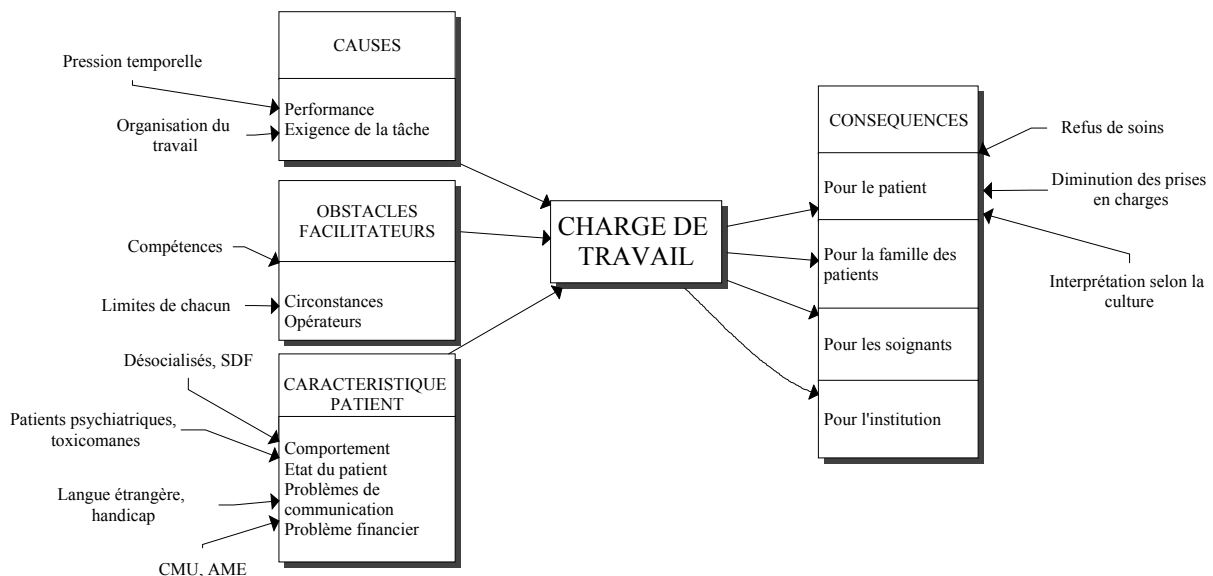 CAUSES
Pression temporelle
Performance
Exigence de la tâche
Organisation du
travail
OBSTACLES
FACILITATEURS
Compétences
Circonstances
Opérateurs
Limites de chacun
Désocialisés, SDF
CARACTERISTIQUE
PATIENT
Patients psychiatriques,
toxicomanes
Comportement
Etat du patient
Problèmes de
communication
Problème financier
Langue étrangère,
handicap
CMU, AME
CHARGE DE
TRAVAIL
CONSEQUENCES
Pour le patient
Pour la famille des
patients
Pour les soignants
Pour l'institution
Refus de soins
Diminution des prises
en charges
Interprétation selon la
culture